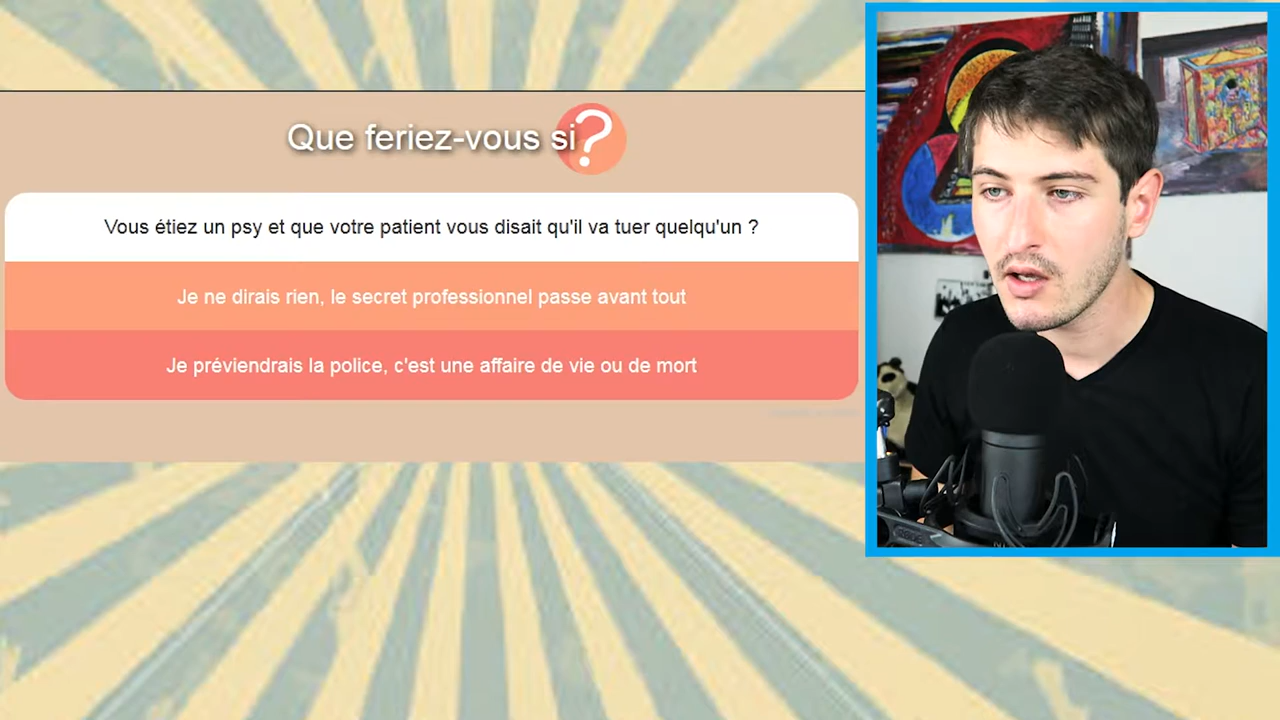 Que feriez-vous si?
Vous étiez un psy et que votre patient vous disait qu'il va tuer quelqu'un ?
Je ne dirais rien, le secret professionnel passe avant tout
Je préviendrais la police, c'est une affaire de vie ou de mort